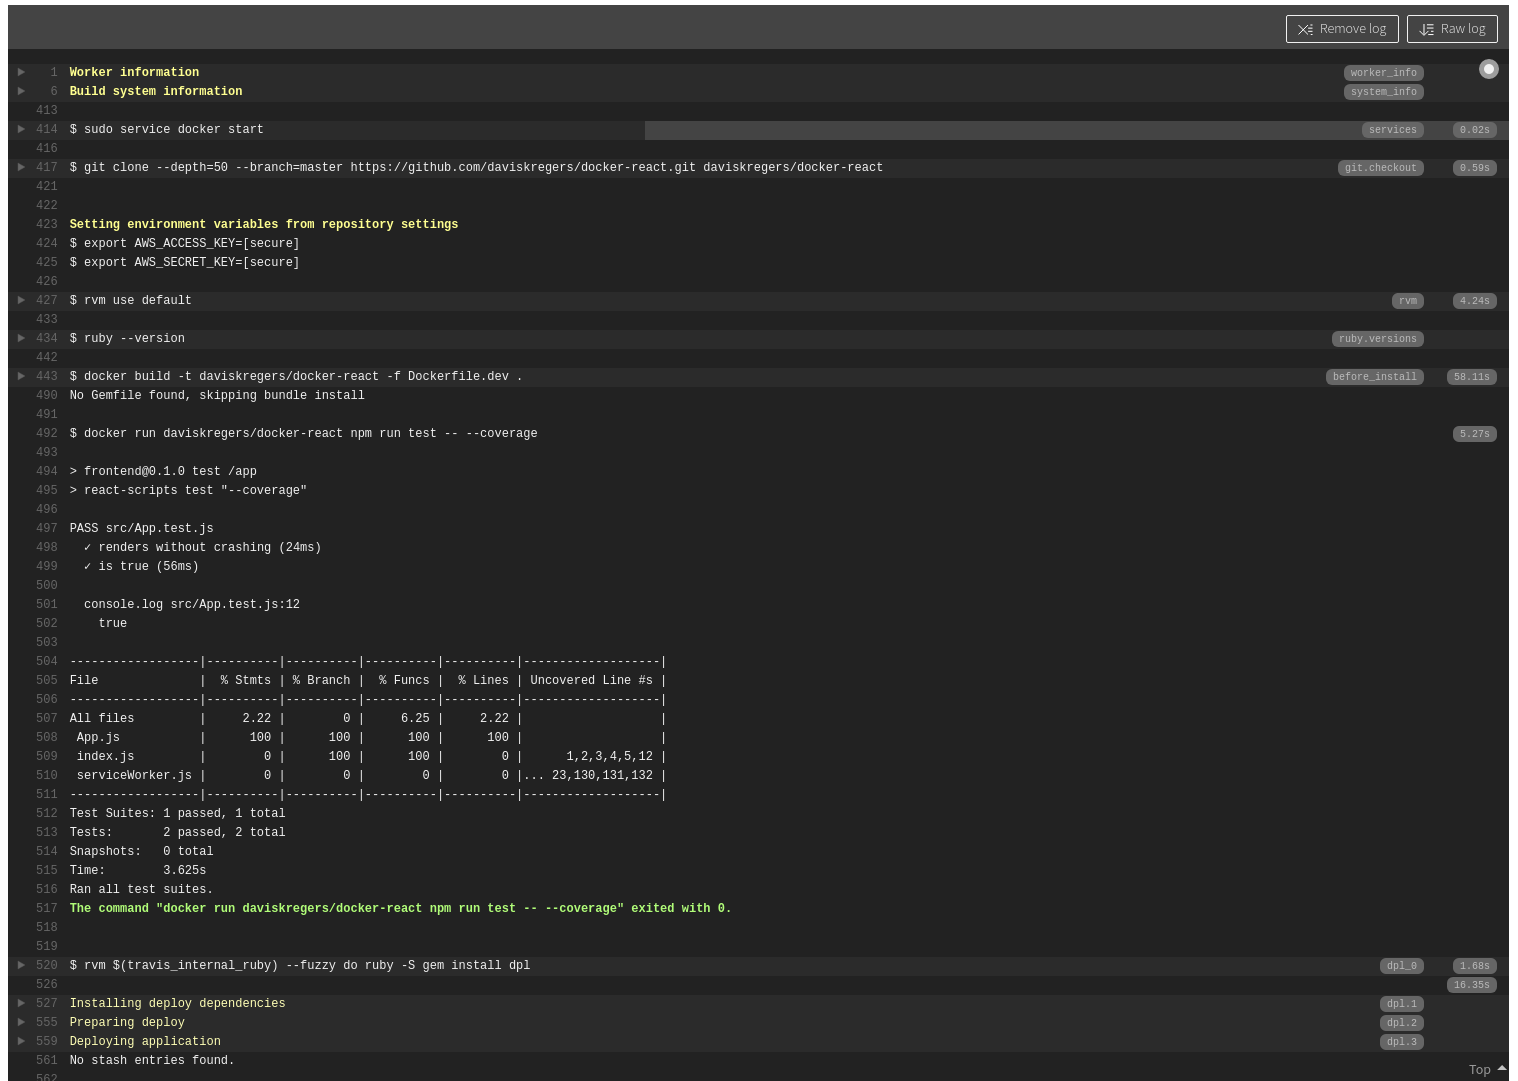 Remove log Raw log
1 Worker information worker_info
6 Build system information system_info
413
414 $ sudo service docker start services 0.02s
416
417 $ git clone --depth=50 --branch=master https://github.com/daviskregers/docker-react.git daviskregers/docker-react git.checkout 0.59s
421
422
423 Setting environment variables from repository settings
424 $ export AWS_ACCESS_KEY=[secure]
425 $ export AWS_SECRET_KEY=[secure]
426
427 $ rvm use default rvm 4.24s
433
434 $ ruby --version ruby.versions
442
443 $ docker build -t daviskregers/docker-react -f Dockerfile.dev . before_install 58.11s
490 No Gemfile found, skipping bundle install
491
492 $ docker run daviskregers/docker-react npm run test -- --coverage 5.27s
493
494 > frontend@0.1.0 test /app
495 > react-scripts test "--coverage"
496
497 PASS src/App.test.js
498   ✓ renders without crashing (24ms)
499   ✓ is true (56ms)
500
501   console.log src/App.test.js:12
502     true
503
504 ------------------|----------|----------|----------|----------|-------------------|
505 File              |  % Stmts | % Branch |  % Funcs |  % Lines | Uncovered Line #s |
506 ------------------|----------|----------|----------|----------|-------------------|
507 All files         |     2.22 |        0 |     6.25 |     2.22 |                   |
508  App.js           |      100 |      100 |      100 |      100 |                   |
509  index.js         |        0 |      100 |      100 |        0 |      1,2,3,4,5,12 |
510  serviceWorker.js |        0 |        0 |        0 |        0 |... 23,130,131,132 |
511 ------------------|----------|----------|----------|----------|-------------------|
512 Test Suites: 1 passed, 1 total
513 Tests:       2 passed, 2 total
514 Snapshots:   0 total
515 Time:        3.625s
516 Ran all test suites.
517 The command "docker run daviskregers/docker-react npm run test -- --coverage" exited with 0.
518
519
520 $ rvm $(travis_internal_ruby) --fuzzy do ruby -S gem install dpl dpl_0 1.68s
526 16.35s
527 Installing deploy dependencies dpl.1
555 Preparing deploy dpl.2
559 Deploying application dpl.3
561 No stash entries found.
562 Top